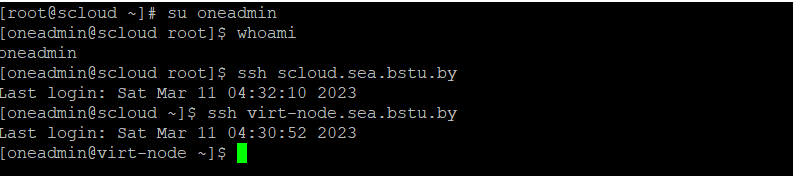 [root@scloud ~]# su oneadmin
[oneadmin@scloud root]$ whoami
oneadmin
[oneadmin@scloud root]$ ssh scloud.sea.bstu.by
Last login: Sat Mar 11 04:32:10 2023
[oneadmin@scloud ~]$ ssh virt-node.sea.bstu.by
Last login: Sat Mar 11 04:30:52 2023
[oneadmin@virt-node ~]$